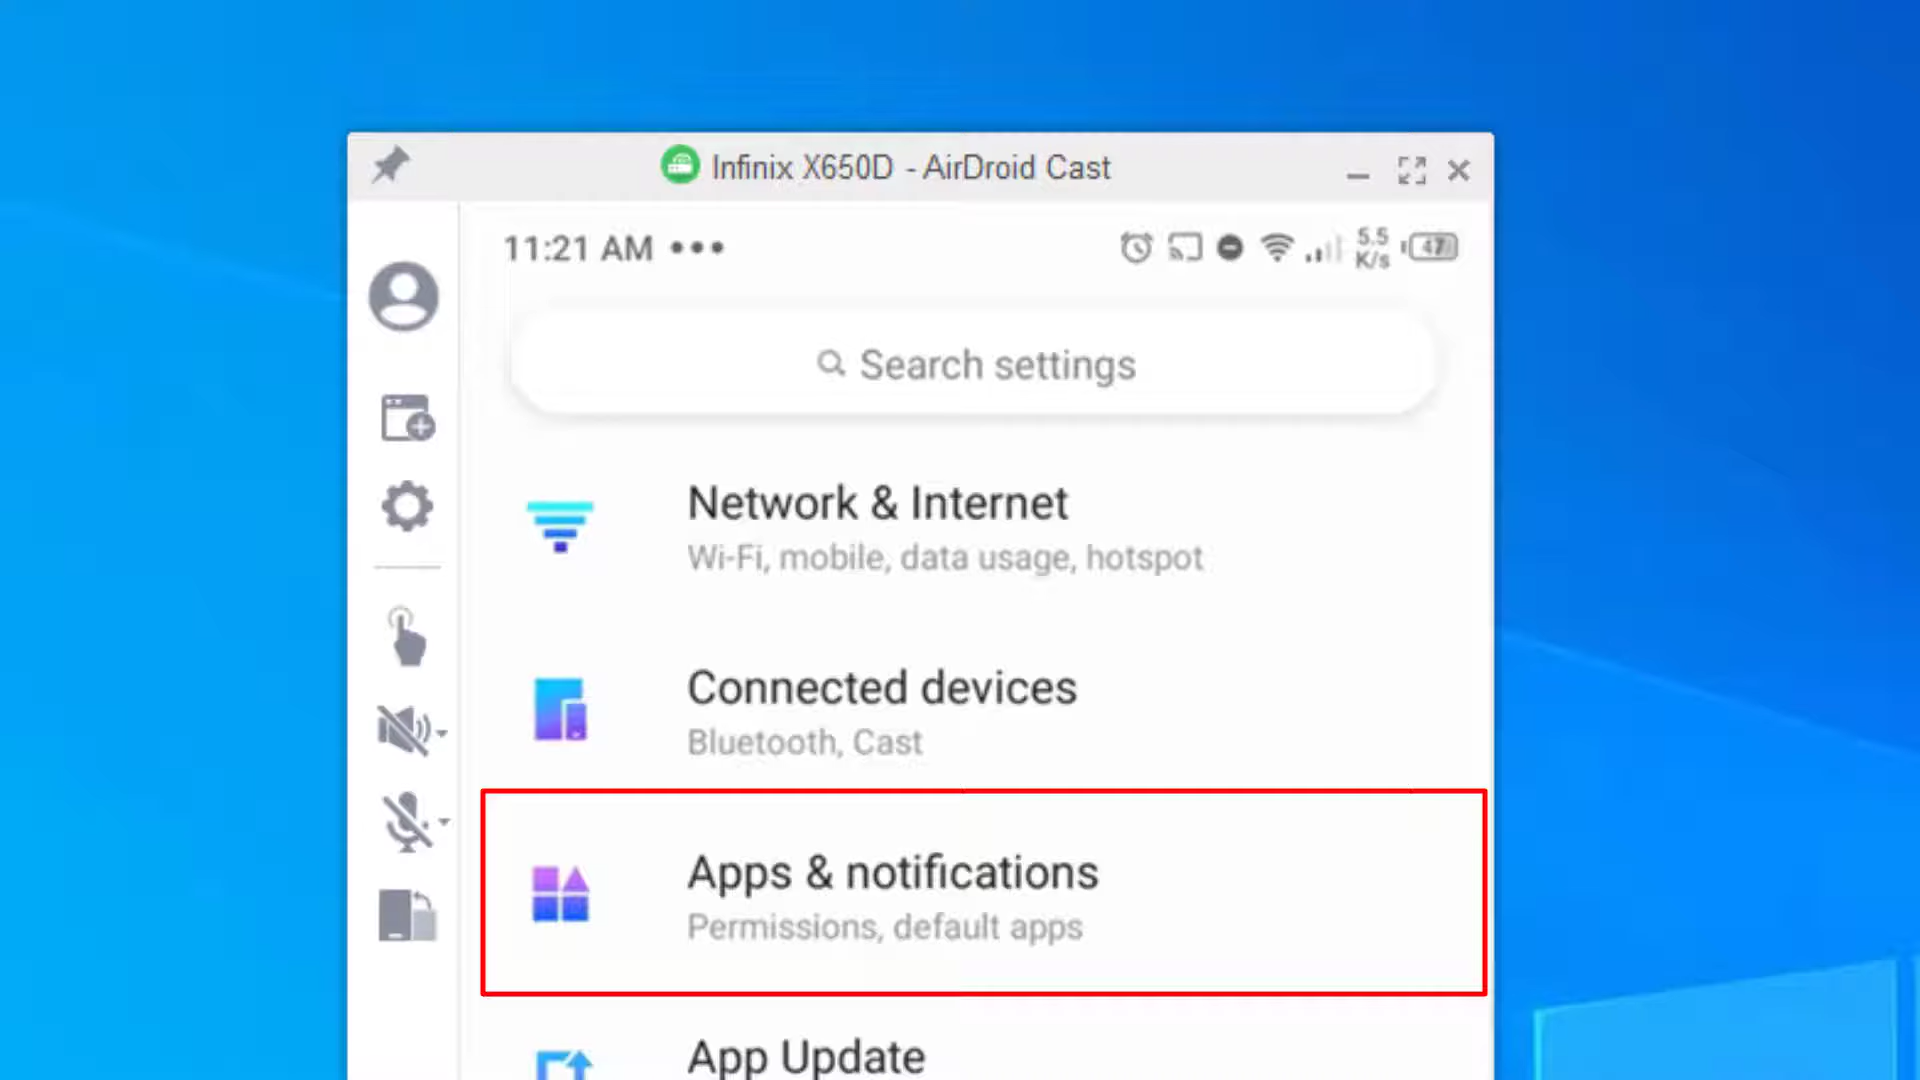 Infinix X650D - AirDroid Cast
11:21 AM •••
5.5
K/s
47
Search settings
Network & Internet
Wi-Fi, mobile, data usage, hotspot
Connected devices
Bluetooth, Cast
Apps & notifications
Permissions, default apps
App Update